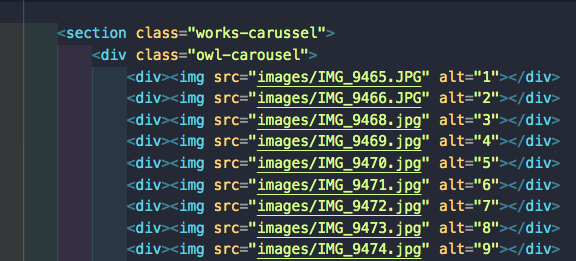 <section class="works-carussel">
<div class="owl-carousel">
<div><img src="images/IMG_9465.JPG" alt="1"></div>
<div><img src="images/IMG_9466.JPG" alt="2"></div>
<div><img src="images/IMG_9468.jpg" alt="3"></div>
<div><img src="images/IMG_9469.jpg" alt="4"></div>
<div><img src="images/IMG_9470.jpg" alt="5"></div>
<div><img src="images/IMG_9471.jpg" alt="6"></div>
<div><img src="images/IMG_9472.jpg" alt="7"></div>
<div><img src="images/IMG_9473.jpg" alt="8"></div>
<div><img src="images/IMG_9474.jpg" alt="9"></div>